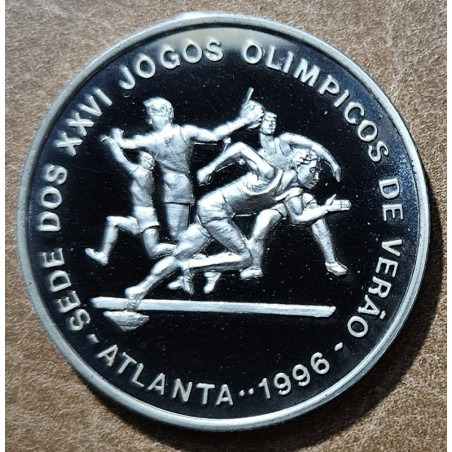 SEDE DOS XXVI JOGOS OLIMPICOS DE VERÃO
- ATLANTA··1996 -